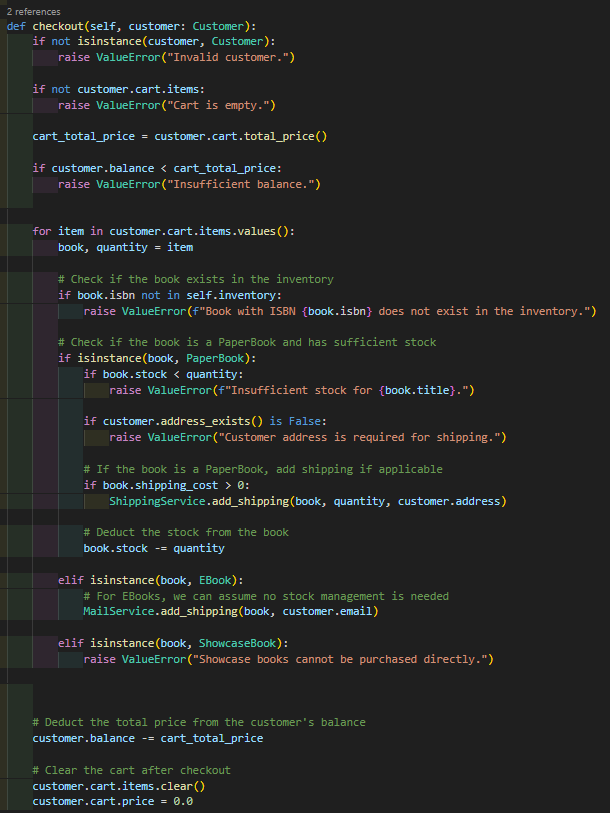 2 references
def checkout(self, customer: Customer):
    if not isinstance(customer, Customer):
        raise ValueError("Invalid customer.")

    if not customer.cart.items:
        raise ValueError("Cart is empty.")

    cart_total_price = customer.cart.total_price()

    if customer.balance < cart_total_price:
        raise ValueError("Insufficient balance.")


    for item in customer.cart.items.values():
        book, quantity = item

        # Check if the book exists in the inventory
        if book.isbn not in self.inventory:
            raise ValueError(f"Book with ISBN {book.isbn} does not exist in the inventory.")

        # Check if the book is a PaperBook and has sufficient stock
        if isinstance(book, PaperBook):
            if book.stock < quantity:
                raise ValueError(f"Insufficient stock for {book.title}.")

            if customer.address_exists() is False:
                raise ValueError("Customer address is required for shipping.")

            # If the book is a PaperBook, add shipping if applicable
            if book.shipping_cost > 0:
                ShippingService.add_shipping(book, quantity, customer.address)

            # Deduct the stock from the book
            book.stock -= quantity

        elif isinstance(book, EBook):
            # For EBooks, we can assume no stock management is needed
            MailService.add_shipping(book, customer.email)

        elif isinstance(book, ShowcaseBook):
            raise ValueError("Showcase books cannot be purchased directly.")



    # Deduct the total price from the customer's balance
    customer.balance -= cart_total_price

    # Clear the cart after checkout
    customer.cart.items.clear()
    customer.cart.price = 0.0